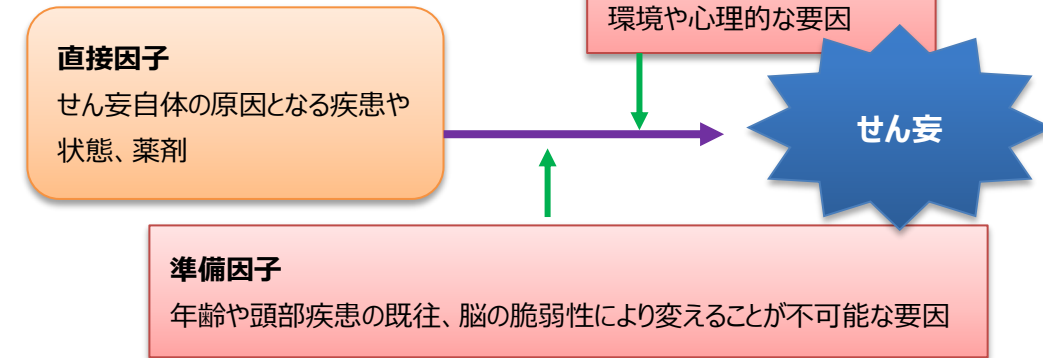 環境や心理的な要因
直接因子
せん妄自体の原因となる疾患や
状態、薬剤
せん妄
準備因子
年齢や頭部疾患の既往、脳の脆弱性により変えることが不可能な要因